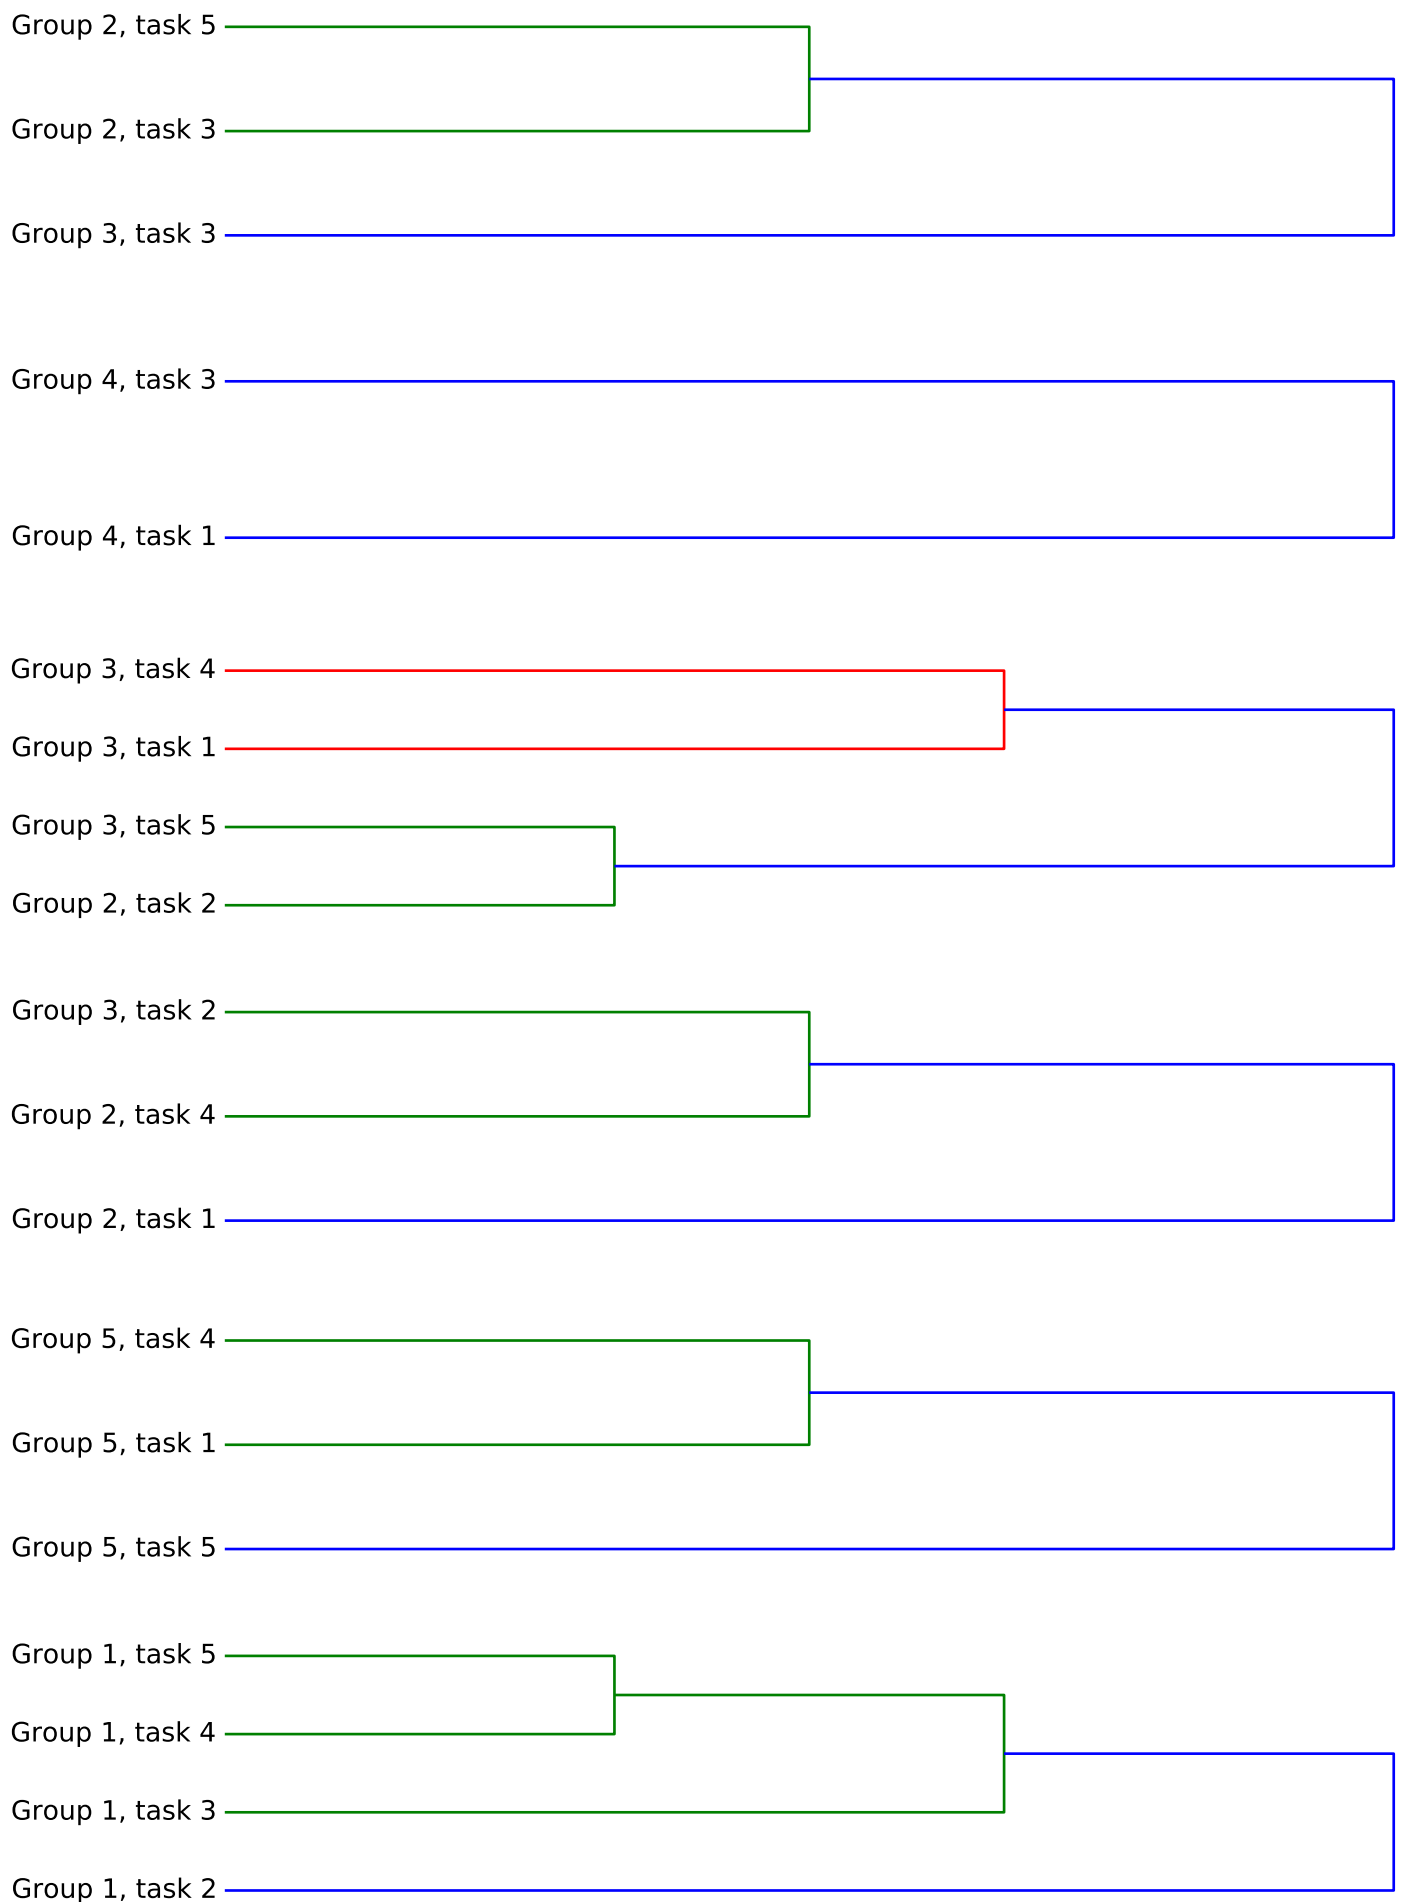 Group 2, task 5
Group 2, task 3
Group 3, task 3
Group 4, task 3
Group 4, task 1
Group 3, task 4
Group 3, task 1
Group 3, task 5
Group 2, task 2
Group 3, task 2
Group 2, task 4
Group 2, task 1
Group 5, task 4
Group 5, task 1
Group 5, task 5
Group 1, task 5
Group 1, task 4
Group 1, task 3
Group 1, task 2